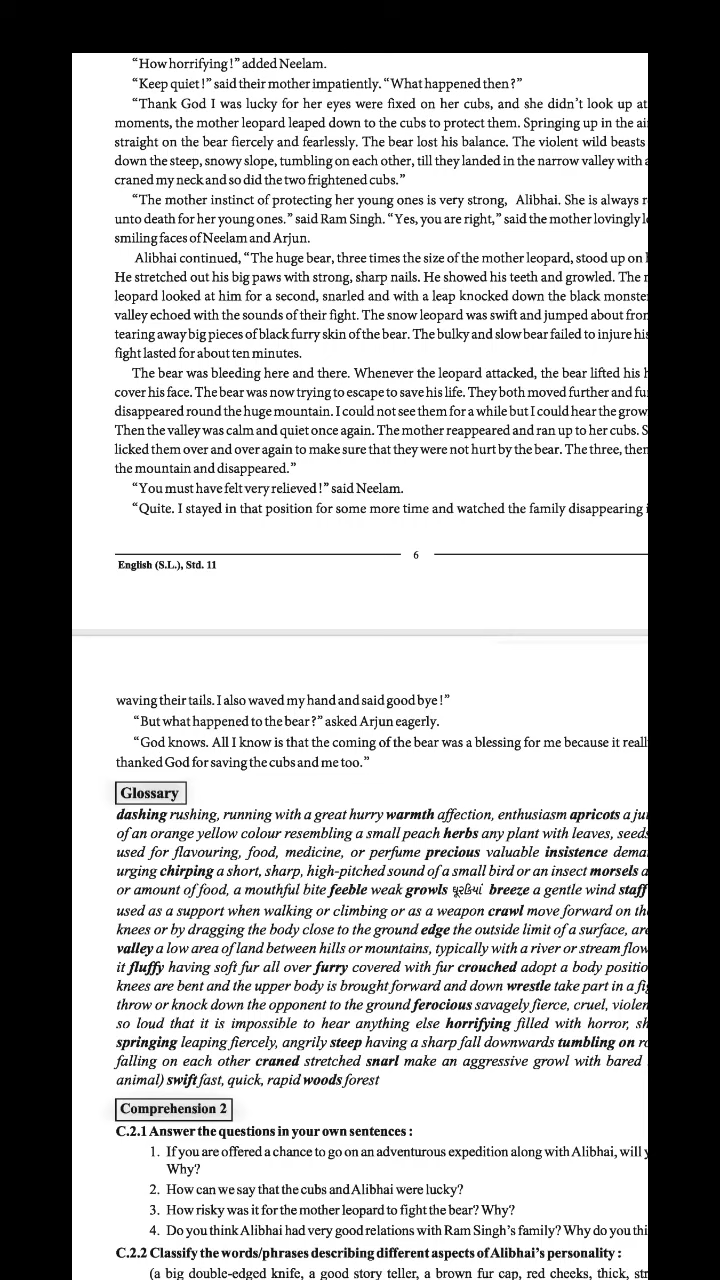 “How horrifying !” added Neelam.
“Keep quiet !” said their mother impatiently. “What happened then ?”
“Thank God I was lucky for her eyes were fixed on her cubs, and she didn’t look up at
moments, the mother leopard leaped down to the cubs to protect them. Springing up in the
straight on the bear fiercely and fearlessly. The bear lost his balance. The violent wild beasts
down the steep, snowy slope, tumbling on each other, till they landed in the narrow valley with
craned my neck and so did the two frightened cubs.”
“The mother instinct of protecting her young ones is very strong, Alibhai. She is always
unto death for her young ones.” said Ram Singh. “Yes, you are right,” said the mother lovingly
smiling faces of Neelam and Arjun.
Alibhai continued, “The huge bear, three times the size of the mother leopard, stood up on
He stretched out his big paws with strong, sharp nails. He showed his teeth and growled. The
leopard looked at him for a second, snarled and with a leap knocked down the black
valley echoed with the sounds of their fight. The snow leopard was swift and jumped about
tearing away big pieces of black furry skin of the bear. The bulky and slow bear failed to injure
fight lasted for about ten minutes.
The bear was bleeding here and there. Whenever the leopard attacked, the bear lifted his
cover his face. The bear was now trying to escape to save his life. They both moved further and
disappeared round the huge mountain. I could not see them for a while but I could hear the
Then the valley was calm and quiet once again. The mother reappeared and ran up to her cubs.
licked them over and over again to make sure that they were not hurt by the bear. The three,
the mountain and disappeared.”
“You must have felt very relieved !” said Neelam.
“Quite. I stayed in that position for some more time and watched the family disappearing
6
English (S.L.), Std. 11
waving their tails. I also waved my hand and said good bye !”
“But what happened to the bear ?” asked Arjun eagerly.
“God knows. All I know is that the coming of the bear was a blessing for me because it
thanked God for saving the cubs and me too.”
Glossary
dashing rushing, running with a great hurry warmth affection, enthusiasm apricots a
of an orange yellow colour resembling a small peach herbs any plant with leaves, seeds
used for flavouring, food, medicine, or perfume precious valuable insistence
urging chirping a short, sharp, high-pitched sound of a small bird or an insect morsels
or amount of food, a mouthful bite feeble weak growls ઘૂરકિયાં breeze a gentle wind staff
used as a support when walking or climbing or as a weapon crawl move forward on
knees or by dragging the body close to the ground edge the outside limit of a surface,
valley a low area of land between hills or mountains, typically with a river or stream
it fluffy having soft fur all over furry covered with fur crouched adopt a body
knees are bent and the upper body is brought forward and down wrestle take part in a
throw or knock down the opponent to the ground ferocious savagely fierce, cruel,
so loud that it is impossible to hear anything else horrifying filled with horror,
springing leaping fiercely, angrily steep having a sharp fall downwards tumbling on
falling on each other craned stretched snarl make an aggressive growl with bared
animal) swift fast, quick, rapid woods forest
Comprehension 2
C.2.1 Answer the questions in your own sentences :
1. If you are offered a chance to go on an adventurous expedition along with Alibhai, will
Why?
2. How can we say that the cubs and Alibhai were lucky?
3. How risky was it for the mother leopard to fight the bear? Why?
4. Do you think Alibhai had very good relations with Ram Singh’s family? Why do you
C.2.2 Classify the words/phrases describing different aspects of Alibhai’s personality :
(a big double-edged knife, a good story teller, a brown fur cap, red cheeks, thick,